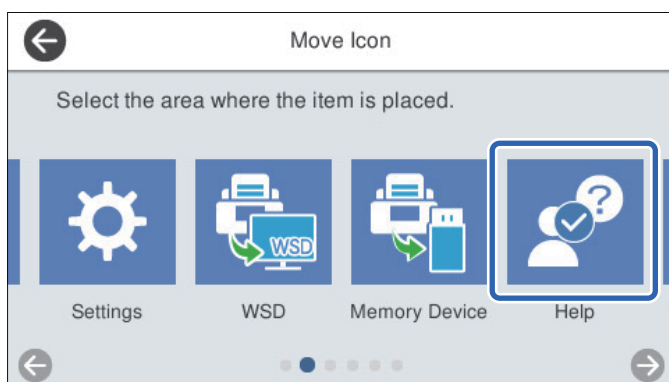 Move Icon
Select the area where the item is placed.
WSD
?
Settings
WSD
Memory Device
Help